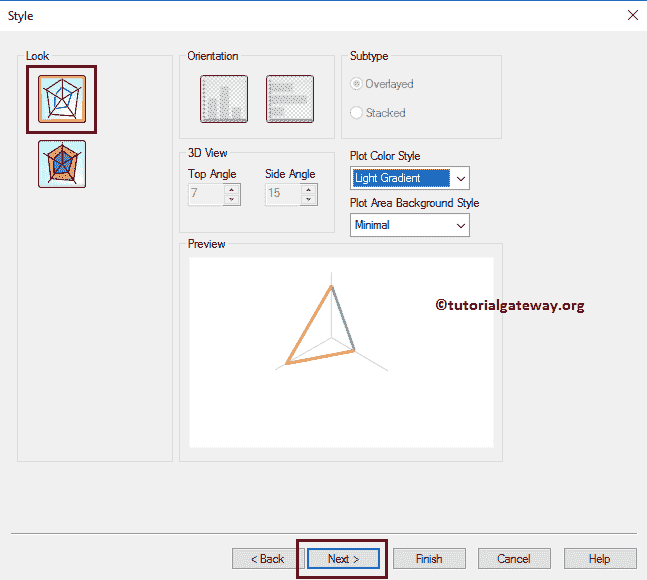 Style
Look
Orientation
Subtype
Overlayed
Stacked
3D View
Top Angle
Side Angle
7
15
Plot Color Style
Light Gradient
Plot Area Background Style
Minimal
Preview
©tutorialgateway.org
< Back
Next >
Finish
Cancel
Help